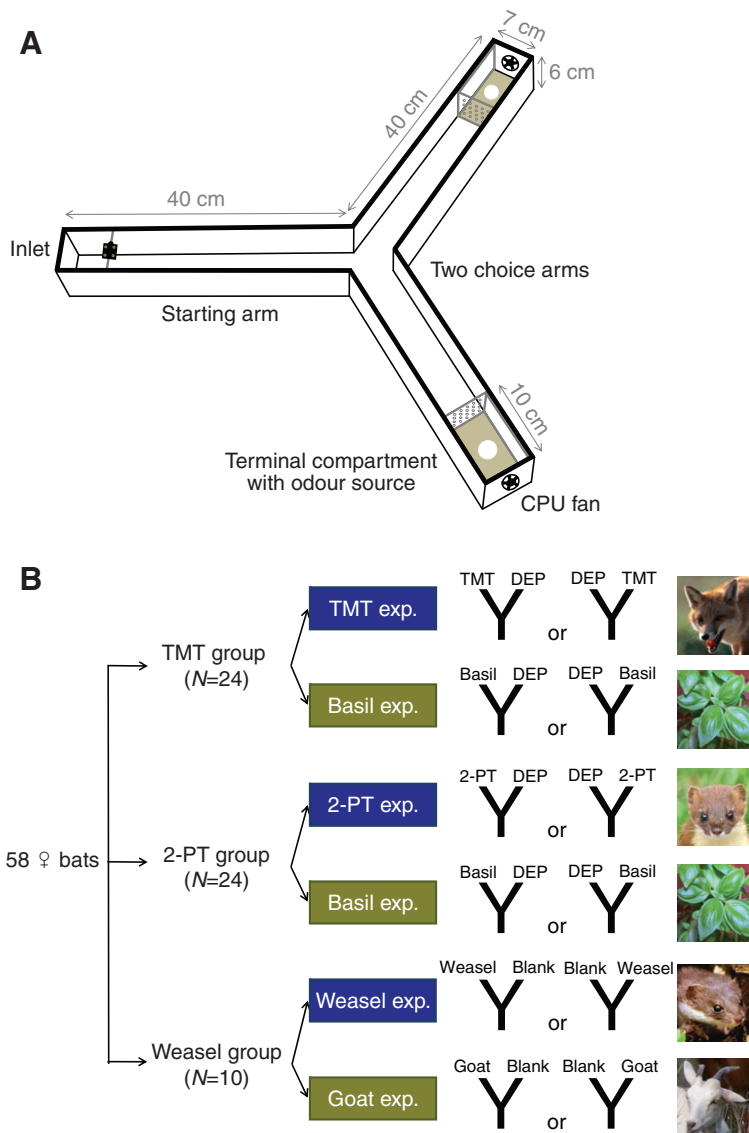 A
7 cm
6 cm
40 cm
40 cm
Inlet
Two choice arms
Starting arm
10 cm
Terminal compartment
with odour source
CPU fan
B
TMT group
(N=24)
TMT exp.
TMT DEP
or
DEP TMT
Basil exp.
Basil DEP
or
DEP Basil
58 ♀ bats
2-PT group
(N=24)
2-PT exp.
2-PT DEP
or
DEP 2-PT
Basil exp.
Basil DEP
or
DEP Basil
Weasel group
(N=10)
Weasel exp.
Weasel Blank
or
Blank Weasel
Goat exp.
Goat Blank
or
Blank Goat